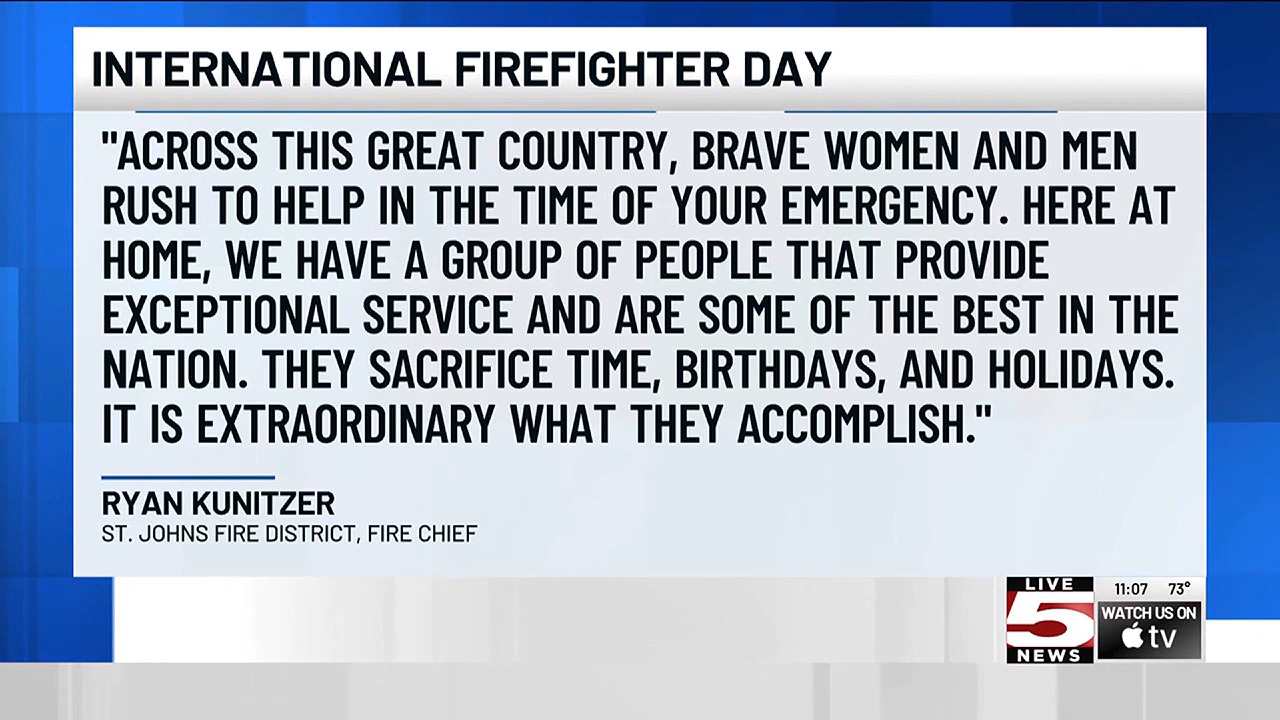 INTERNATIONAL FIREFIGHTER DAY
"ACROSS THIS GREAT COUNTRY, BRAVE WOMEN AND MEN
RUSH TO HELP IN THE TIME OF YOUR EMERGENCY. HERE AT
HOME, WE HAVE A GROUP OF PEOPLE THAT PROVIDE
EXCEPTIONAL SERVICE AND ARE SOME OF THE BEST IN THE
NATION. THEY SACRIFICE TIME, BIRTHDAYS, AND HOLIDAYS.
IT IS EXTRAORDINARY WHAT THEY ACCOMPLISH."
RYAN KUNITZER
ST. JOHNS FIRE DISTRICT, FIRE CHIEF
LIVE
5
NEWS
11:07 73°
WATCH US ON
tv